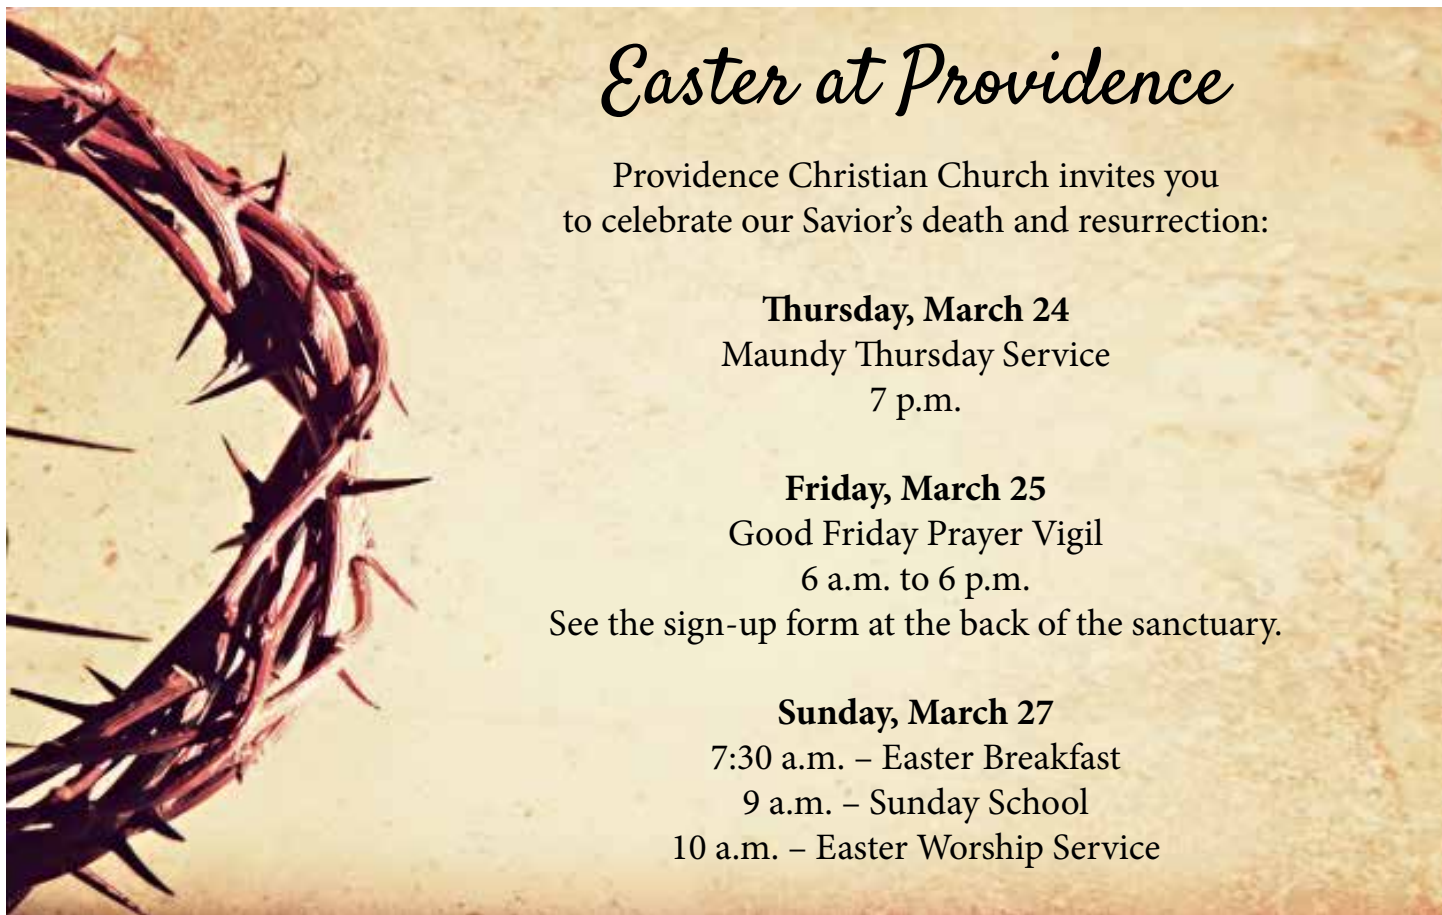 Easter at Providence
Providence Christian Church invites you
to celebrate our Savior’s death and resurrection:
Thursday, March 24
Maundy Thursday Service
7 p.m.
Friday, March 25
Good Friday Prayer Vigil
6 a.m. to 6 p.m.
See the sign-up form at the back of the sanctuary.
Sunday, March 27
7:30 a.m. – Easter Breakfast
9 a.m. – Sunday School
10 a.m. – Easter Worship Service